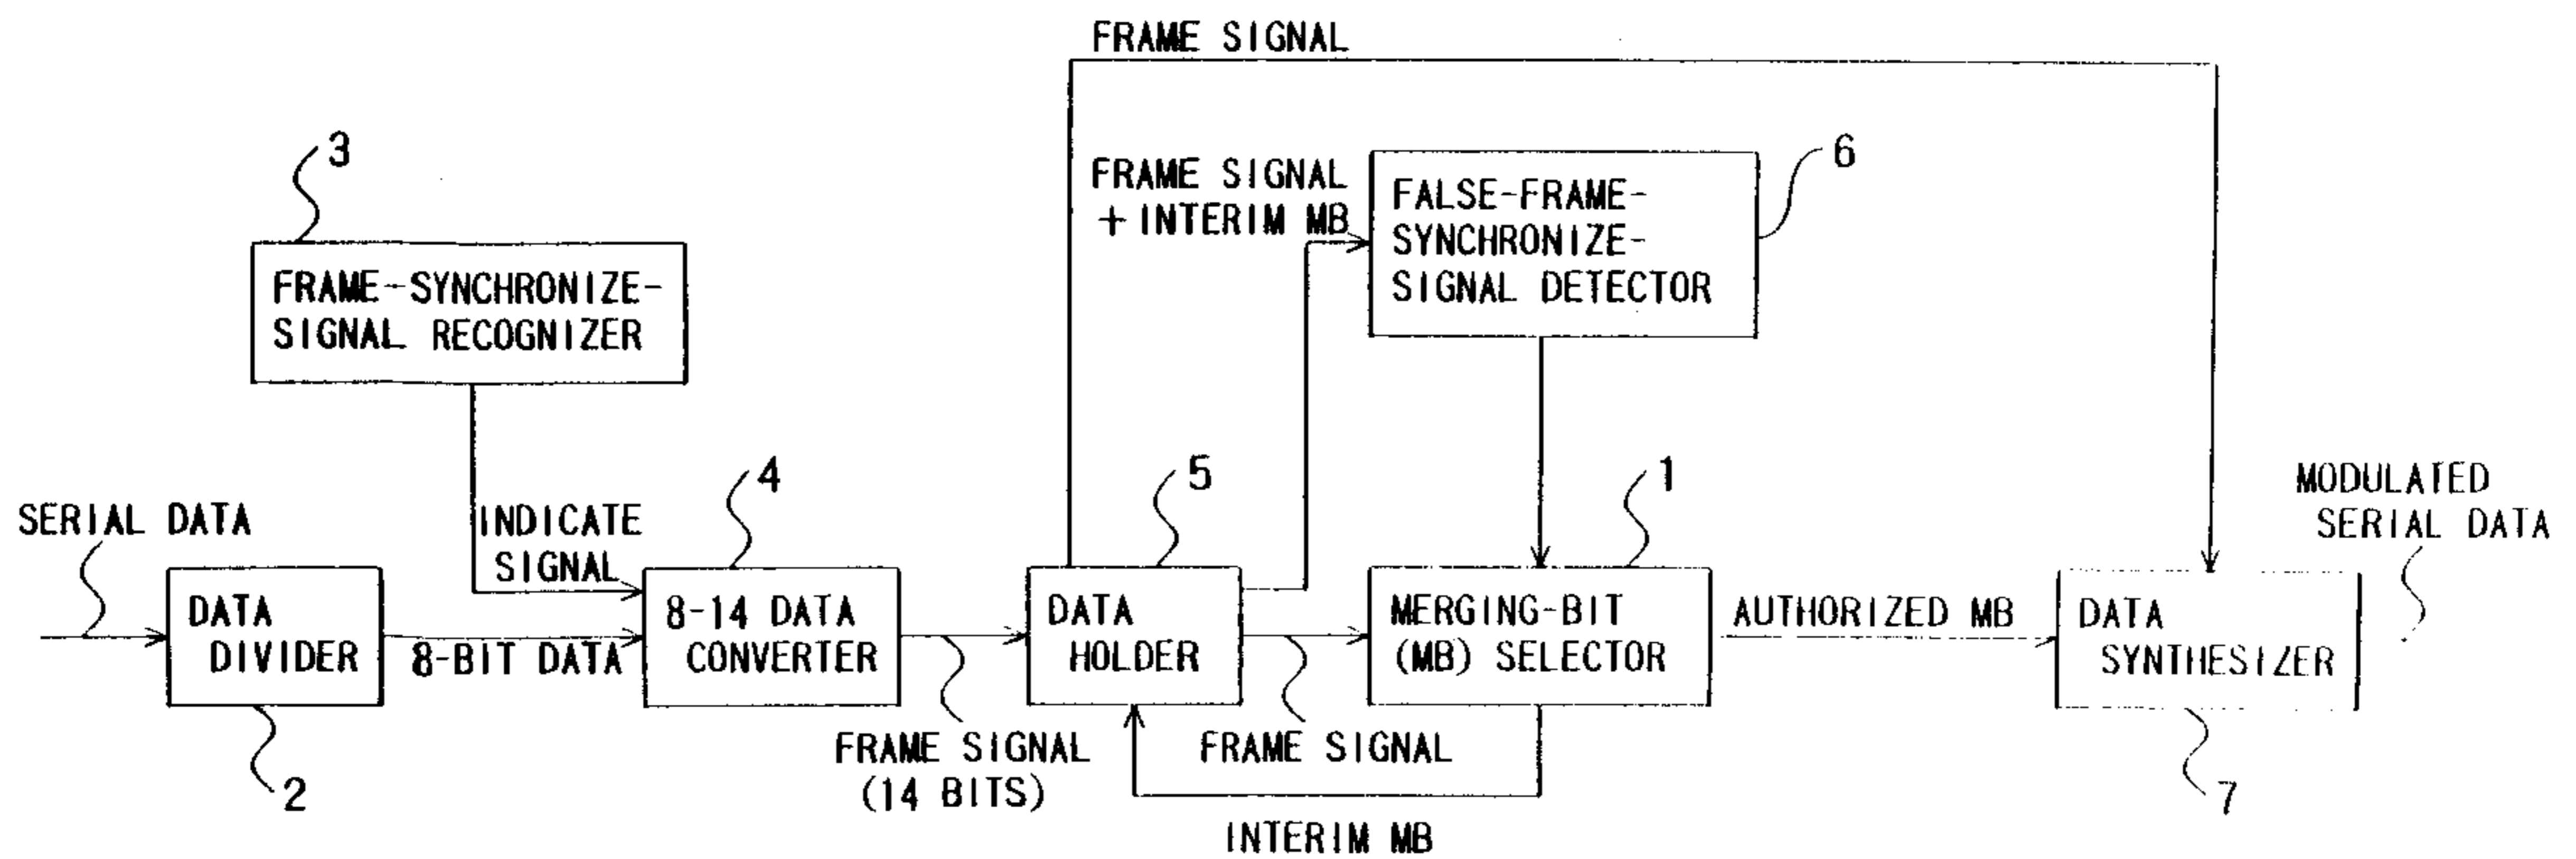 FRAME SIGNAL
3
FRAME SIGNAL
+ INTERIM MB
6
FALSE-FRAME-
SYNCHRONIZE-
SIGNAL DETECTOR
FRAME-SYNCHRONIZE-
SIGNAL RECOGNIZER
SERIAL DATA
INDICATE
SIGNAL
4
5
1
MODULATED
SERIAL DATA
DATA
DIVIDER
2
8-BIT DATA
8-14 DATA
CONVERTER
FRAME SIGNAL
(14 BITS)
DATA
HOLDER
FRAME SIGNAL
MERGING-BIT
(MB) SELECTOR
INTERIM MB
AUTHORIZED MB
DATA
SYNTHESIZER
7